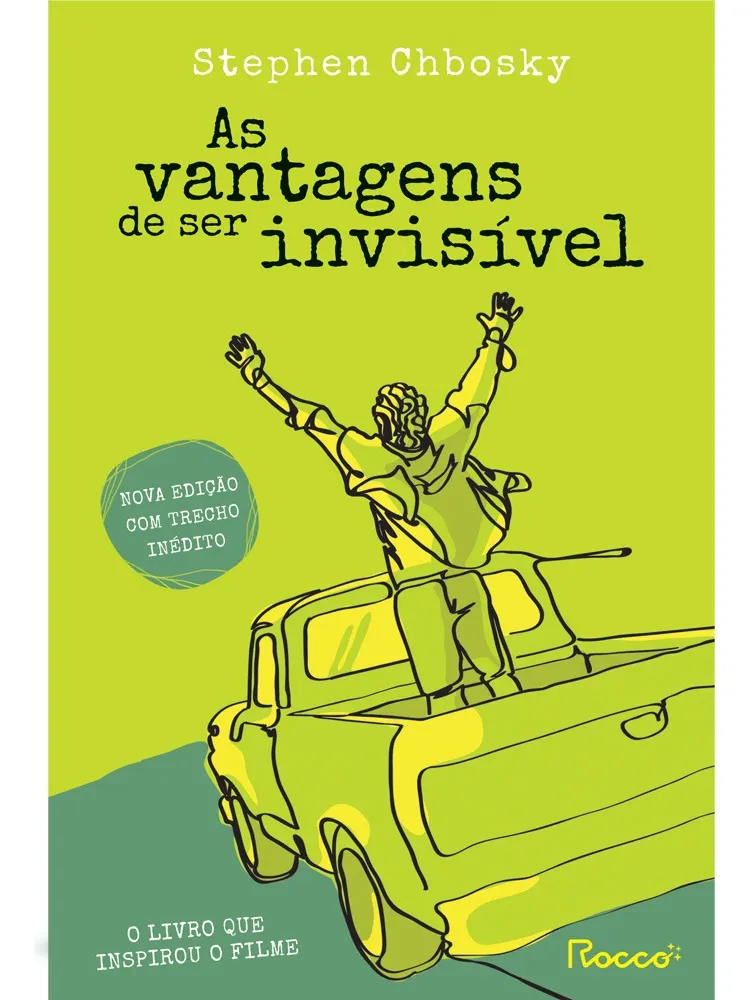 Stephen Chbosky
As
vantagens
de ser invisível
NOVA EDIÇÃO
COM TRECHO
INÉDITO
O LIVRO QUE
INSPIROU O FILME
Rocco